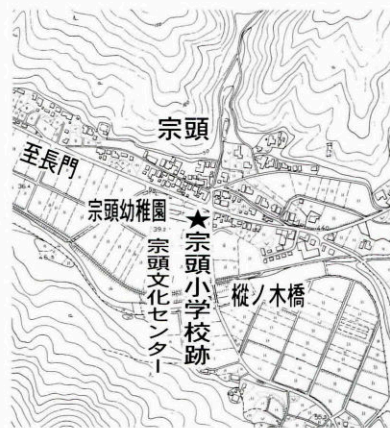 宗頭
至長門
宗頭幼稚園
★宗頭小学校跡
宗頭文化センター
樅ノ木橋